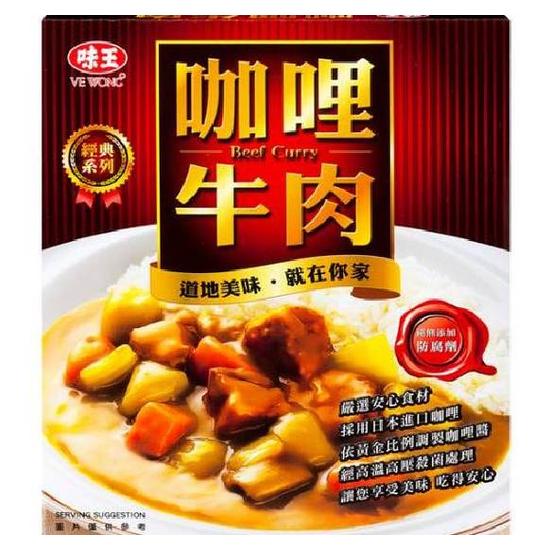 味王
VE WONG
經典
系列
咖哩
Beef Curry
牛肉
道地美味・就在你家
絕無添加
防腐劑
嚴選安心食材
採用日本進口咖哩
依黃金比例調製咖哩醬
經高溫高壓殺菌處理
讓您享受美味 吃得安心
SERVING SUGGESTION
圖片僅供參考